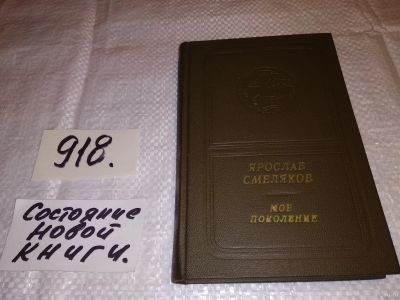 918.
Состояние
новой
книги.
ЯРОСЛАВ
СМЕЛЯКОВ
МОЕ
ПОКОЛЕНИЕ